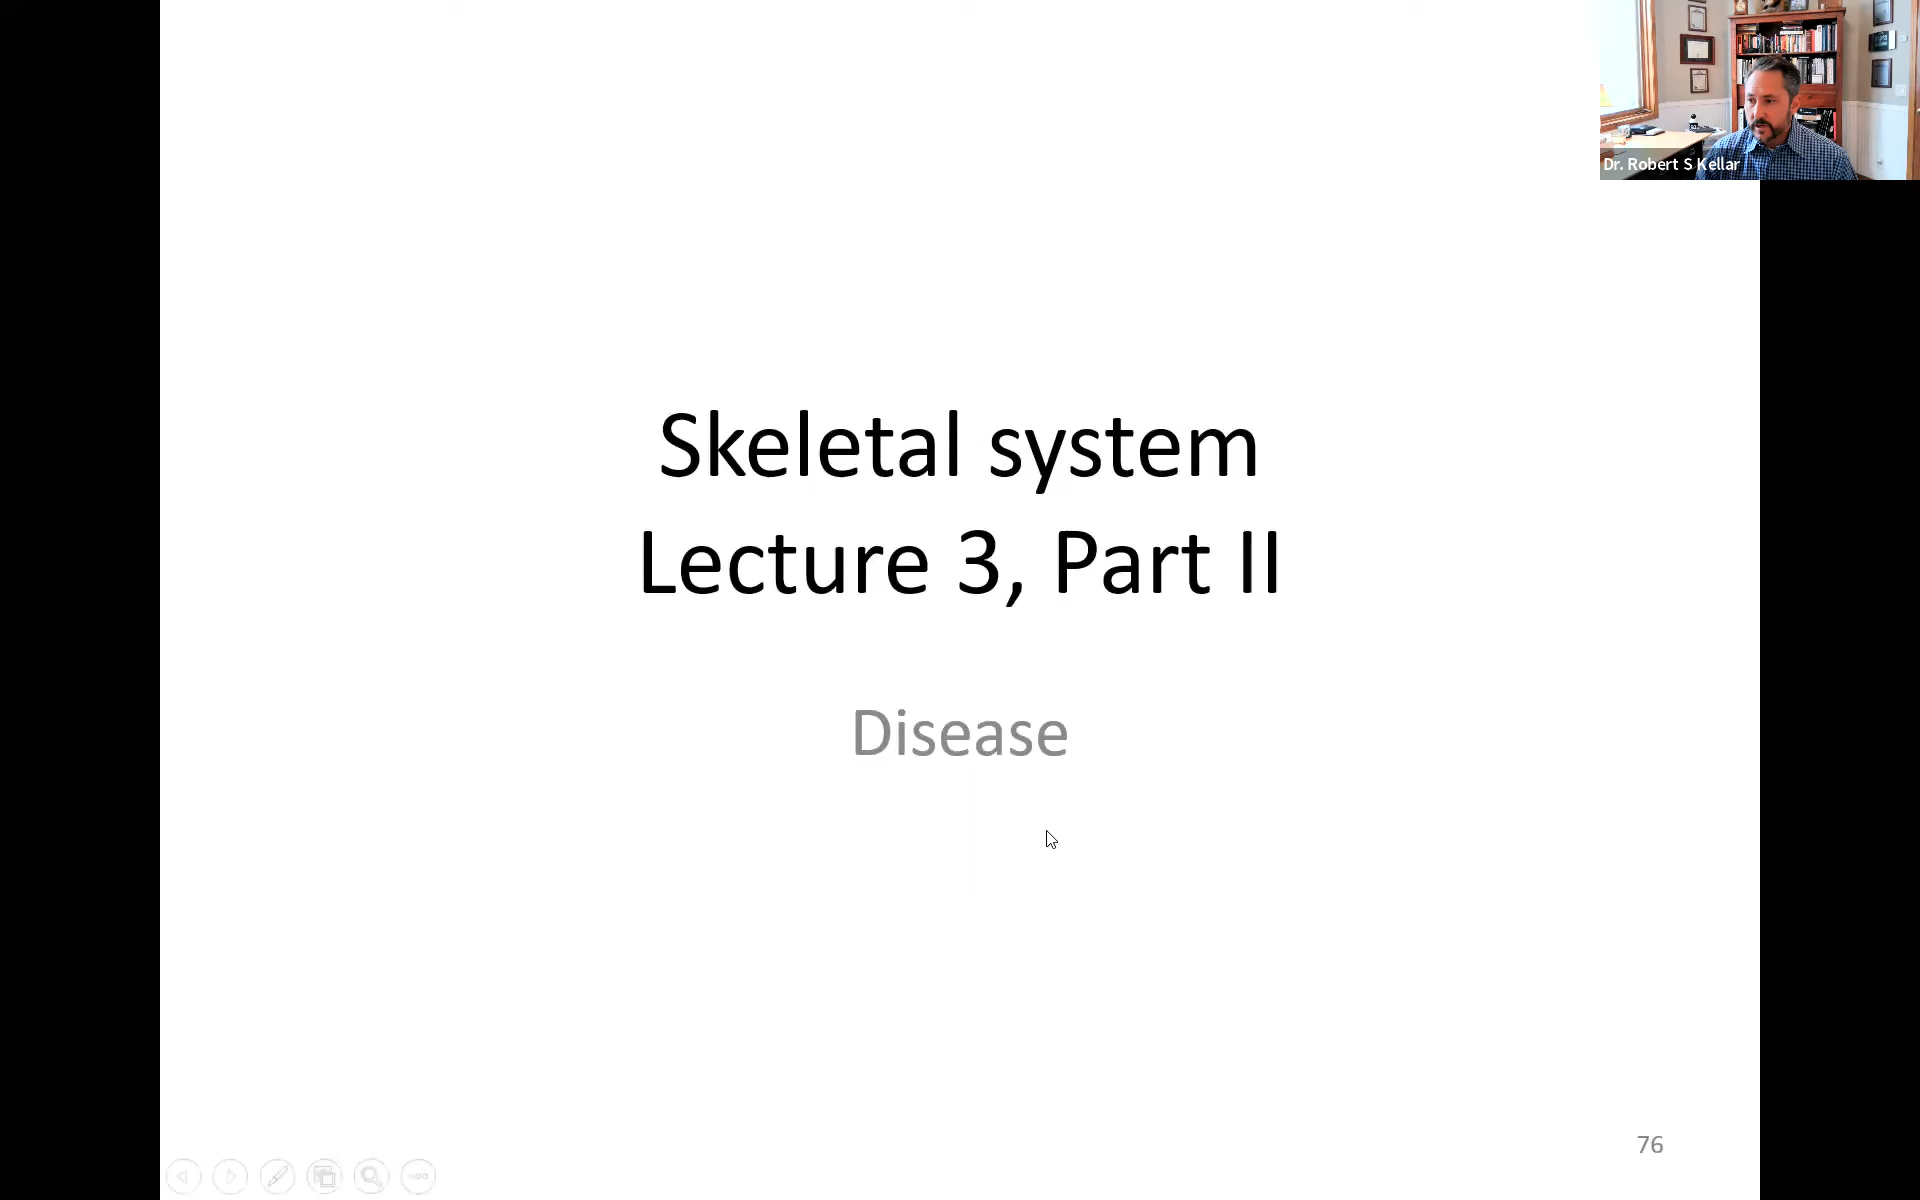 Dr. Robert S Kellar
Skeletal system
Lecture 3, Part II
Disease
76